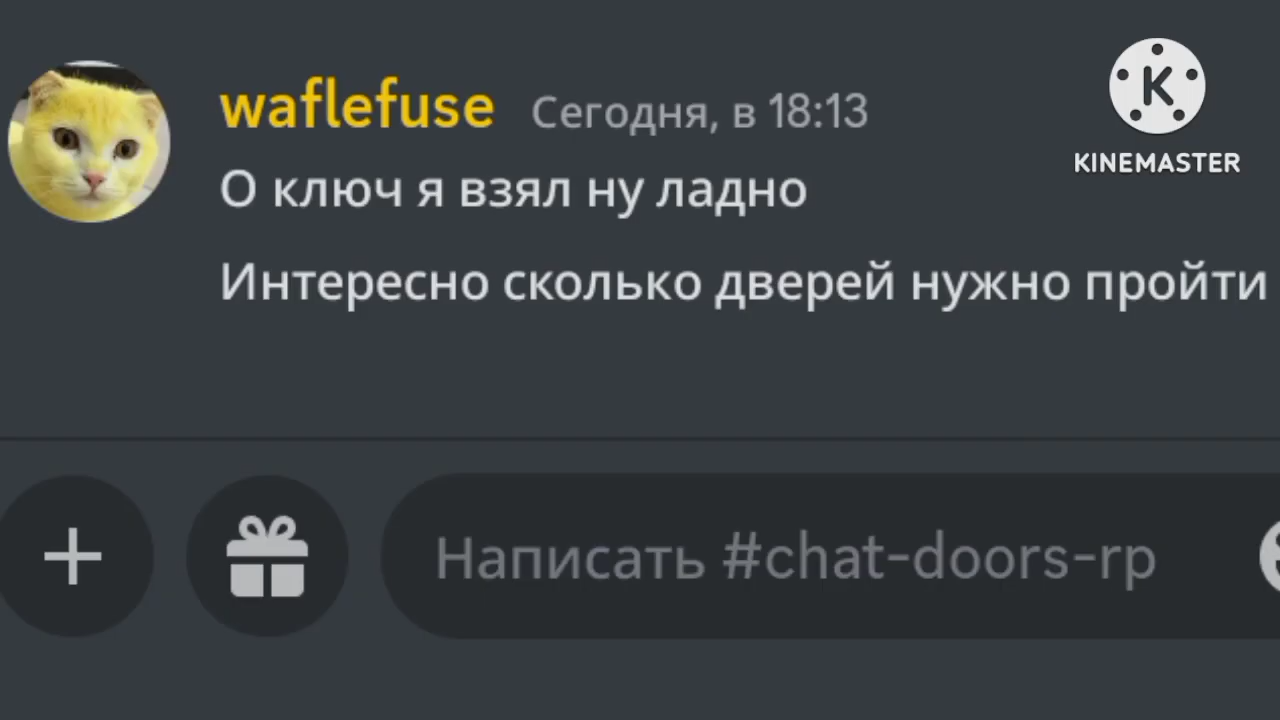 waflefuse Сегодня, в 18:13
О ключ я взял ну ладно
Интересно сколько дверей нужно пройти
Написать #chat-doors-rp
K
KINEMASTER